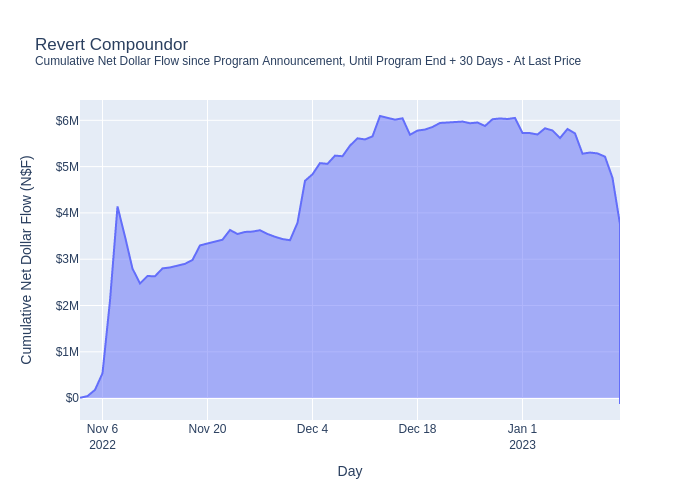 Revert Compoundor
Cumulative Net Dollar Flow since Program Announcement, Until Program End + 30 Days - At Last Price
Cumulative Net Dollar Flow (N$F)
$6M
$5M
$4M
$3M
$2M
$1M
$0
Nov 6
2022
Nov 20
Dec 4
Dec 18
Jan 1
2023
Day